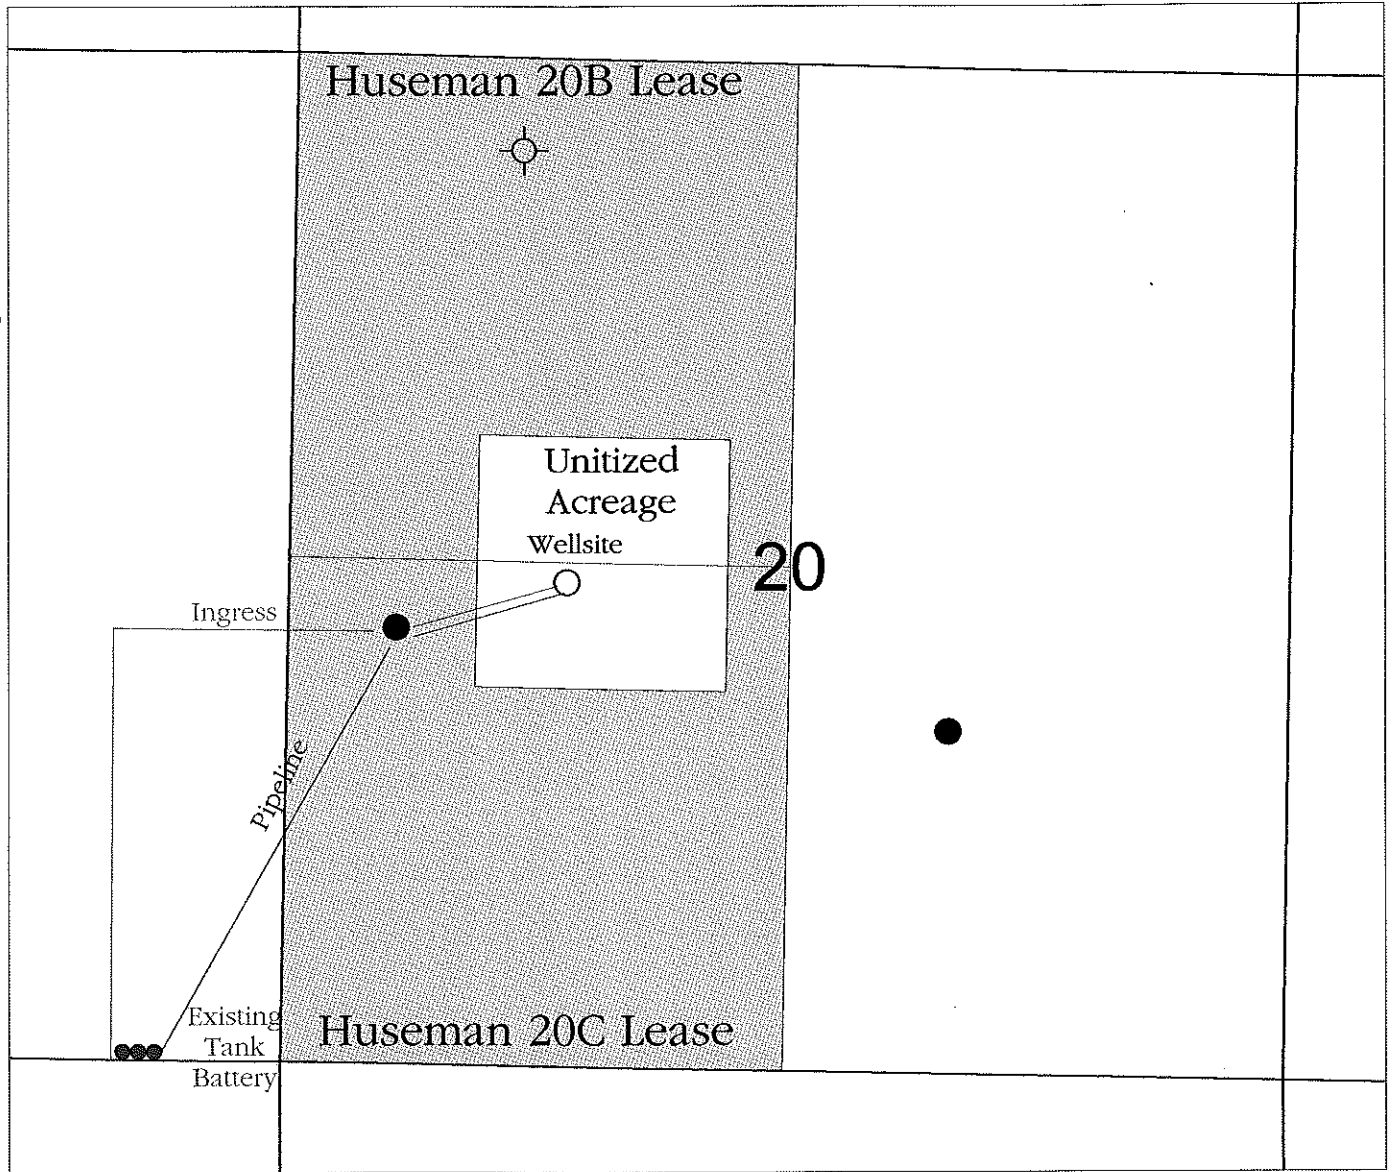 Huseman 20B Lease
Unitized
Acreage
Wellsite
20
Ingress
Pipeline
Existing
Tank
Battery
Huseman 20C Lease